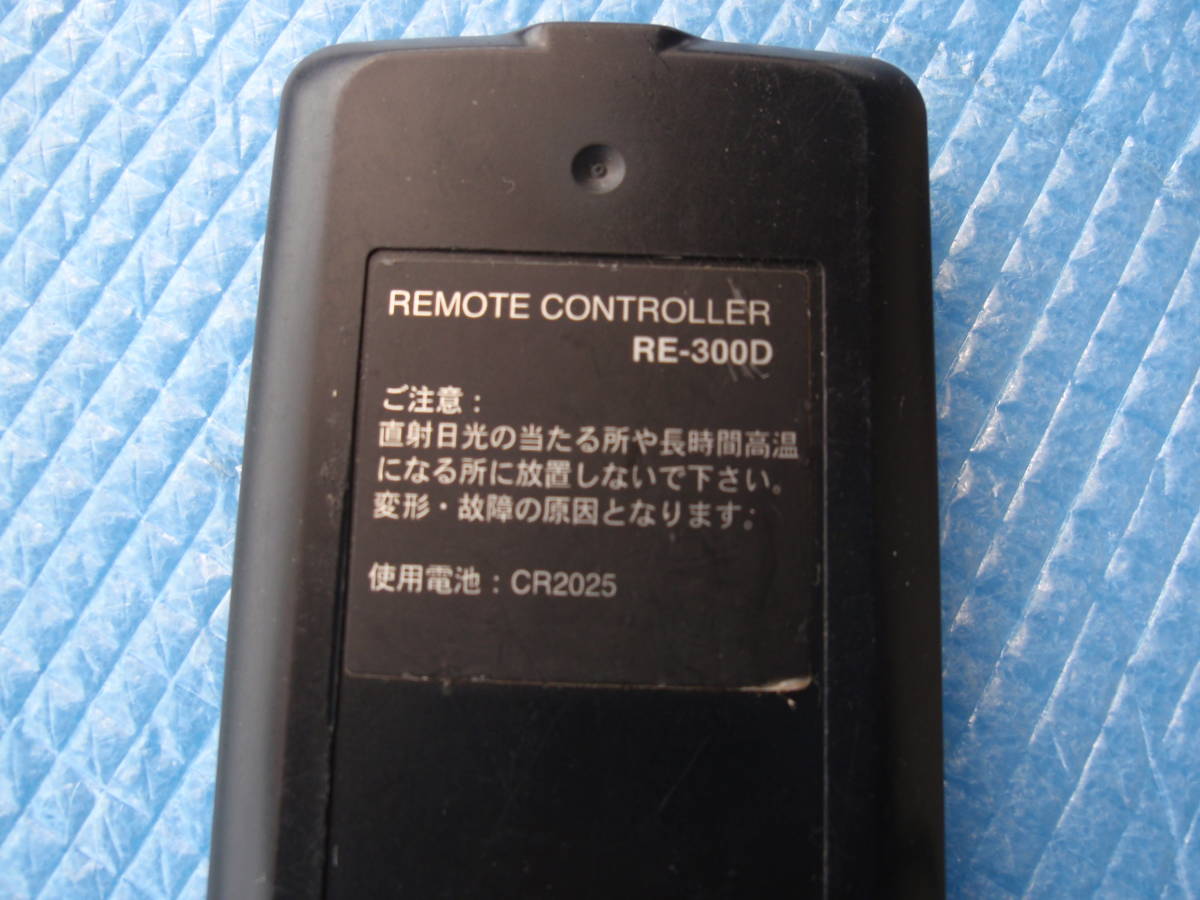 REMOTE CONTROLLER
RE-300D
ご注意：
直射日光の当たる所や長時間高温
になる所に放置しないで下さい。
変形・故障の原因となります。
使用電池：CR2025